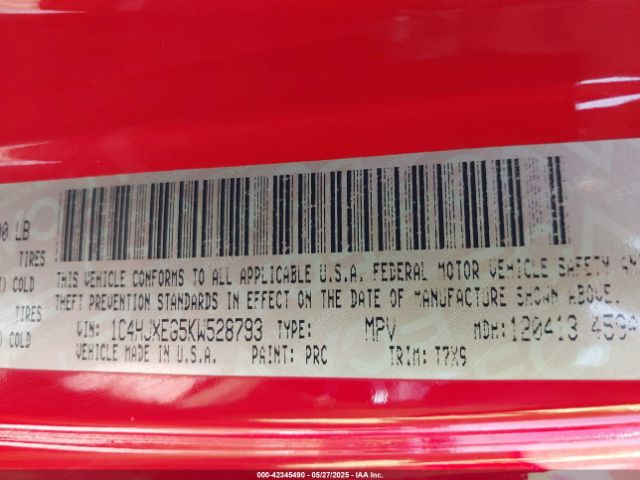 00 LB
TIRES
COLD
THIS VEHICLE CONFORMS TO ALL APPLICABLE U.S.A. FEDERAL MOTOR VEHICLE SAFETY AND
TIRES
THEFT PREVENTION STANDARDS IN EFFECT ON THE DATE OF MANUFACTURE SHOWN ABOVE.
COLD
VIN: 1C4HJXEG5KW528793 TYPE: MPV MDH: 120413 459
VEHICLE MADE IN U.S.A. PAINT: PRC TRIM: T7X9
000-42345490 | 05/27/2025 | IAA Inc.